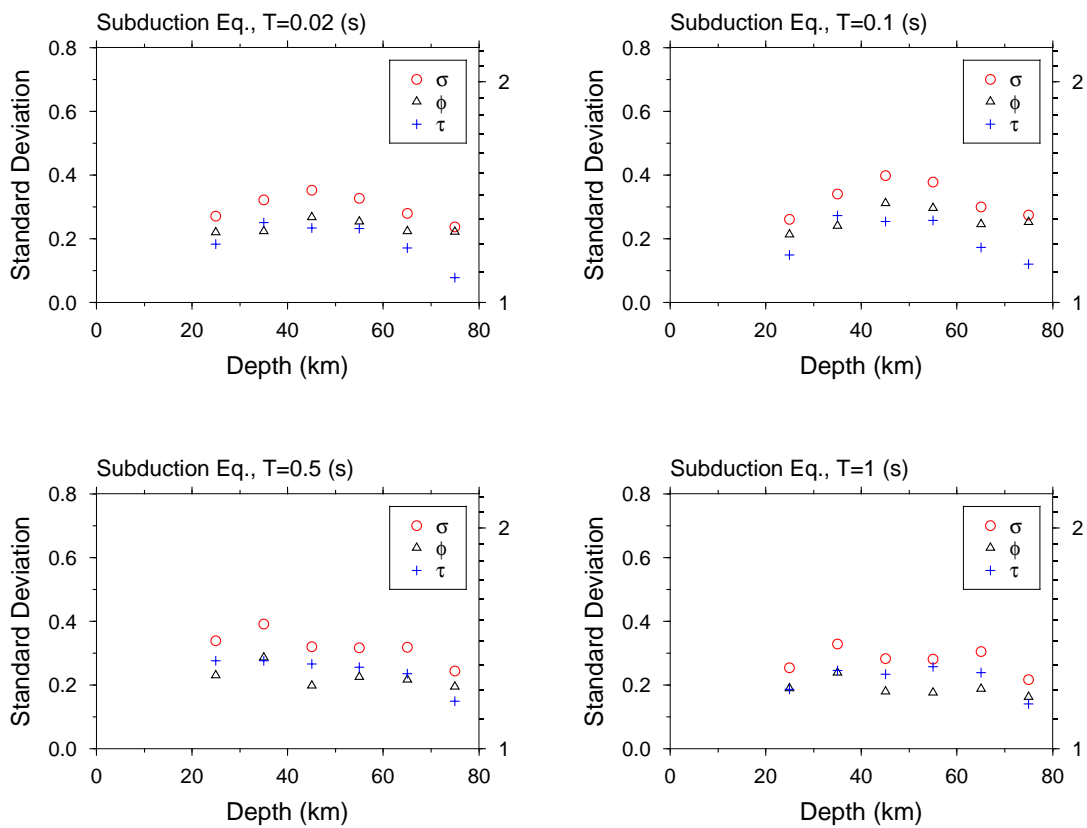 Subduction Eq., T=0.02 (s)
0.8
0.6
0.4
0.2
0.0
Standard Deviation
σ
ϕ
τ
2
1
0 20 40 60 80
Depth (km)
Subduction Eq., T=0.1 (s)
0.8
0.6
0.4
0.2
0.0
Standard Deviation
σ
ϕ
τ
2
1
0 20 40 60 80
Depth (km)
Subduction Eq., T=0.5 (s)
0.8
0.6
0.4
0.2
0.0
Standard Deviation
σ
ϕ
τ
2
1
0 20 40 60 80
Depth (km)
Subduction Eq., T=1 (s)
0.8
0.6
0.4
0.2
0.0
Standard Deviation
σ
ϕ
τ
2
1
0 20 40 60 80
Depth (km)